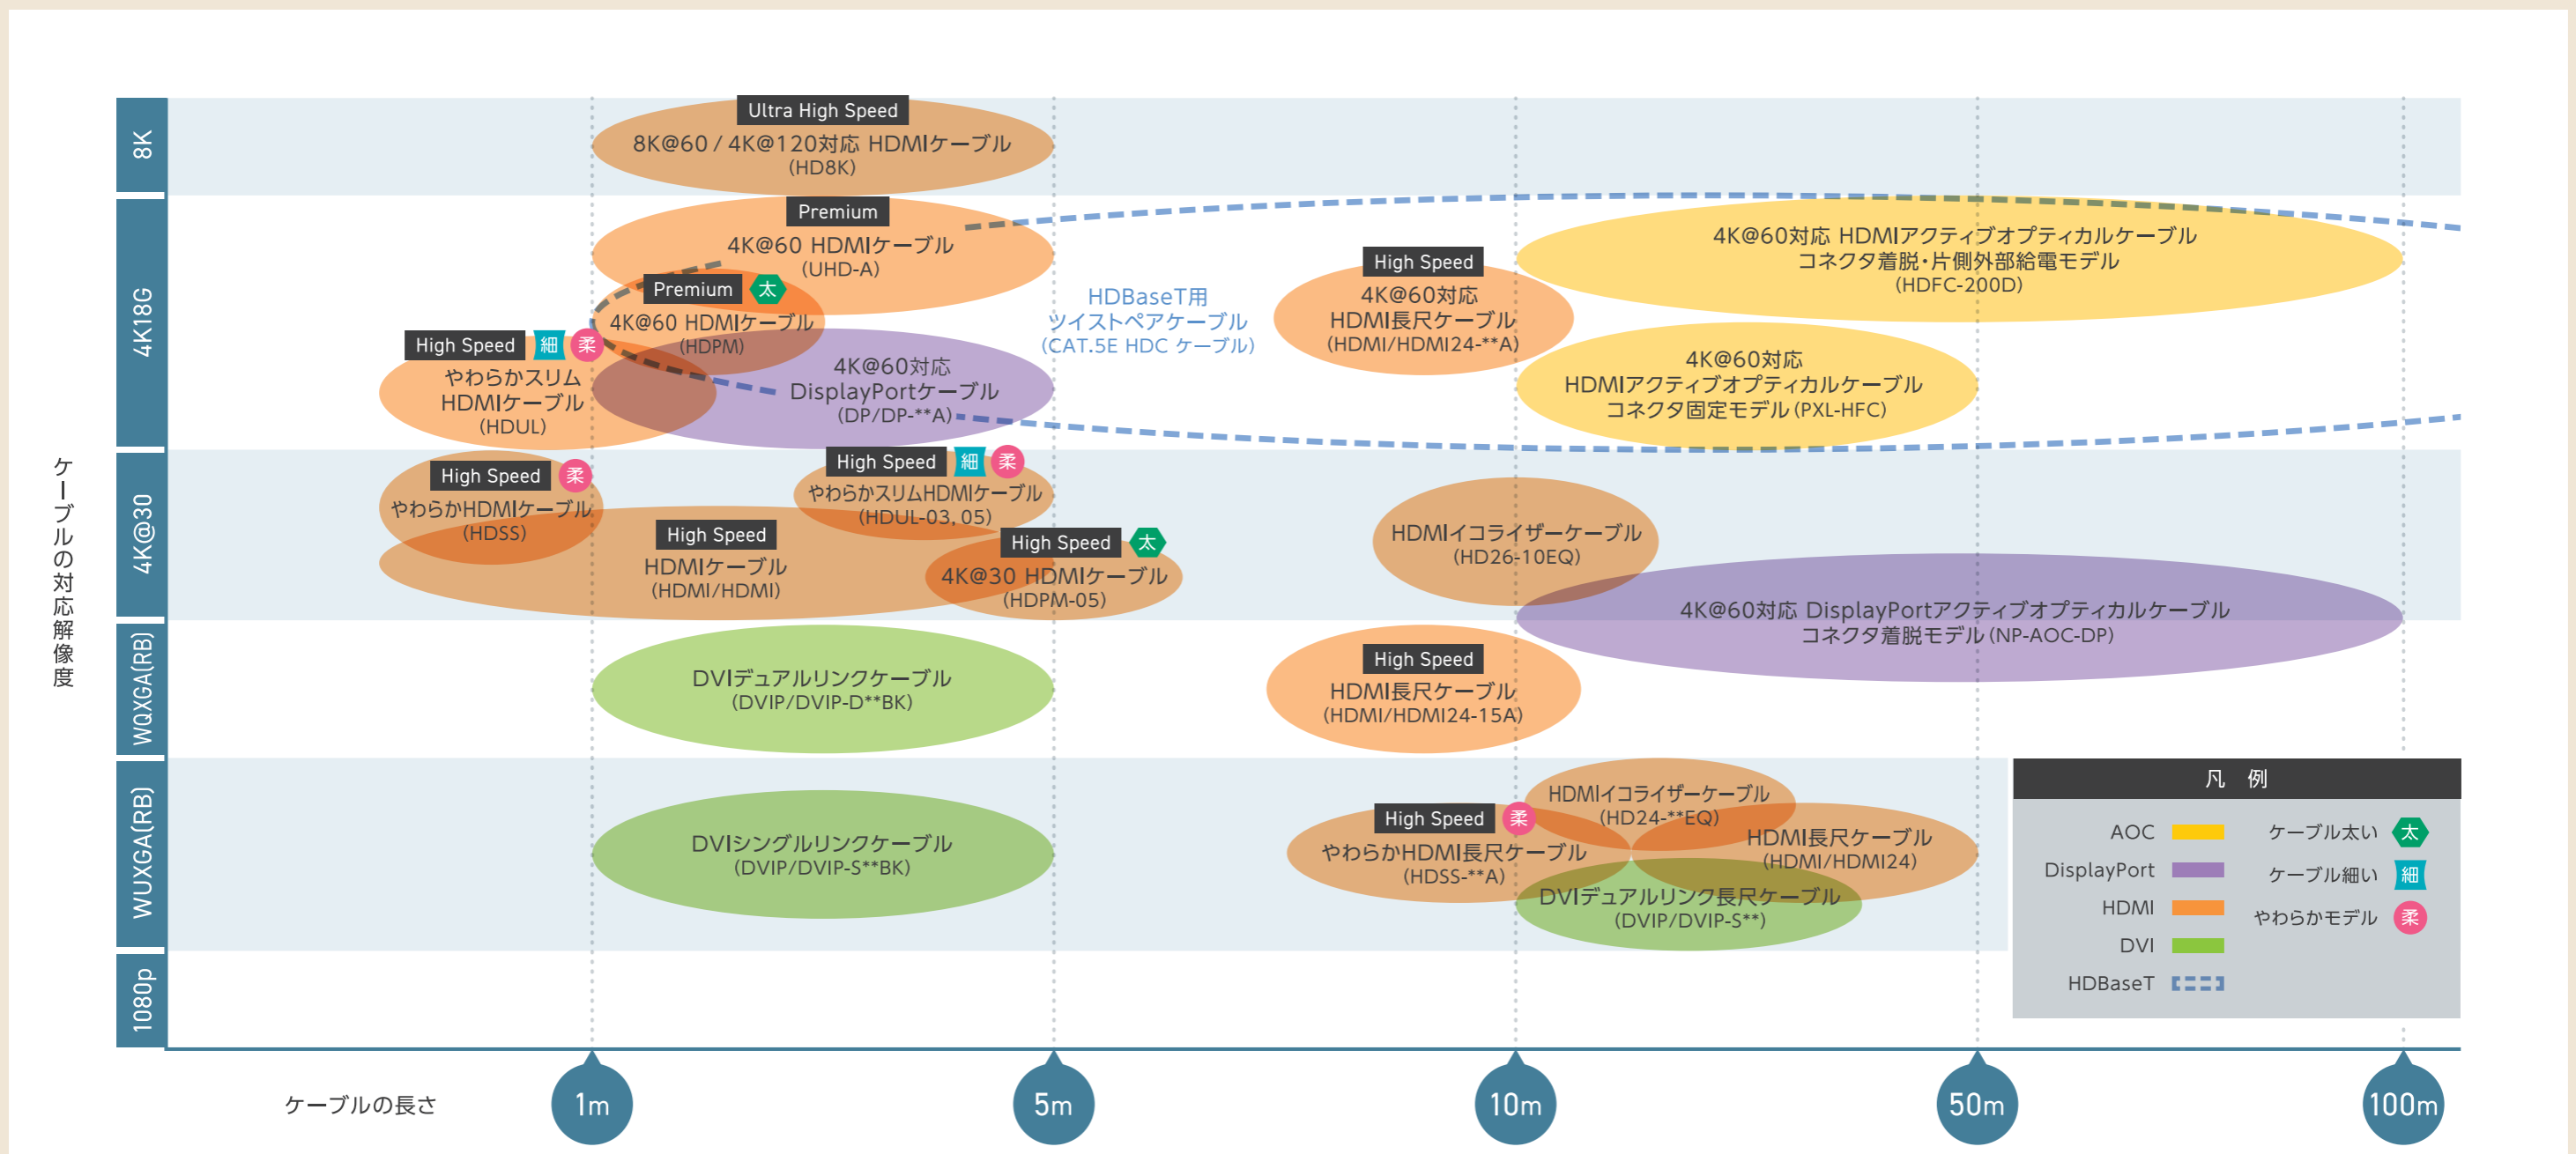 ケーブルの対応解像度
8K
Ultra High Speed
8K@60 / 4K@120対応 HDMIケーブル
(HD8K)
4K18G
Premium
4K@60 HDMIケーブル
(UHD-A)
Premium 太
4K@60 HDMIケーブル
(HDPM)
High Speed 細 柔
やわらかスリム
HDMIケーブル
(HDUL)
4K@60対応
DisplayPortケーブル
(DP/DP-**A)
HDBaseT用
ツイストペアケーブル
(CAT.5E HDC ケーブル)
High Speed
4K@60対応
HDMI長尺ケーブル
(HDMI/HDMI24-**A)
4K@60対応 HDMIアクティブオプティカルケーブル
コネクタ着脱・片側外部給電モデル
(HDFC-200D)
4K@60対応
HDMIアクティブオプティカルケーブル
コネクタ固定モデル(PXL-HFC)
4K@30
High Speed 柔
やわらかHDMIケーブル
(HDSS)
High Speed 細 柔
やわらかスリムHDMIケーブル
(HDUL-03, 05)
High Speed
HDMIケーブル
(HDMI/HDMI)
High Speed 太
4K@30 HDMIケーブル
(HDPM-05)
HDMIイコライザーケーブル
(HD26-10EQ)
4K@60対応 DisplayPortアクティブオプティカルケーブル
コネクタ着脱モデル(NP-AOC-DP)
WQXGA(RB)
DVIデュアルリンクケーブル
(DVIP/DVIP-D**BK)
High Speed
HDMI長尺ケーブル
(HDMI/HDMI24-15A)
WUXGA(RB)
DVIシングルリンクケーブル
(DVIP/DVIP-S**BK)
HDMIイコライザーケーブル
(HD24-**EQ)
High Speed 柔
やわらかHDMI長尺ケーブル
(HDSS-**A)
HDMI長尺ケーブル
(HDMI/HDMI24)
DVIデュアルリンク長尺ケーブル
(DVIP/DVIP-S**)
1080p
凡 例
AOC
DisplayPort
HDMI
DVI
HDBaseT
ケーブル太い 太
ケーブル細い 細
やわらかモデル 柔
ケーブルの長さ
1m
5m
10m
50m
100m